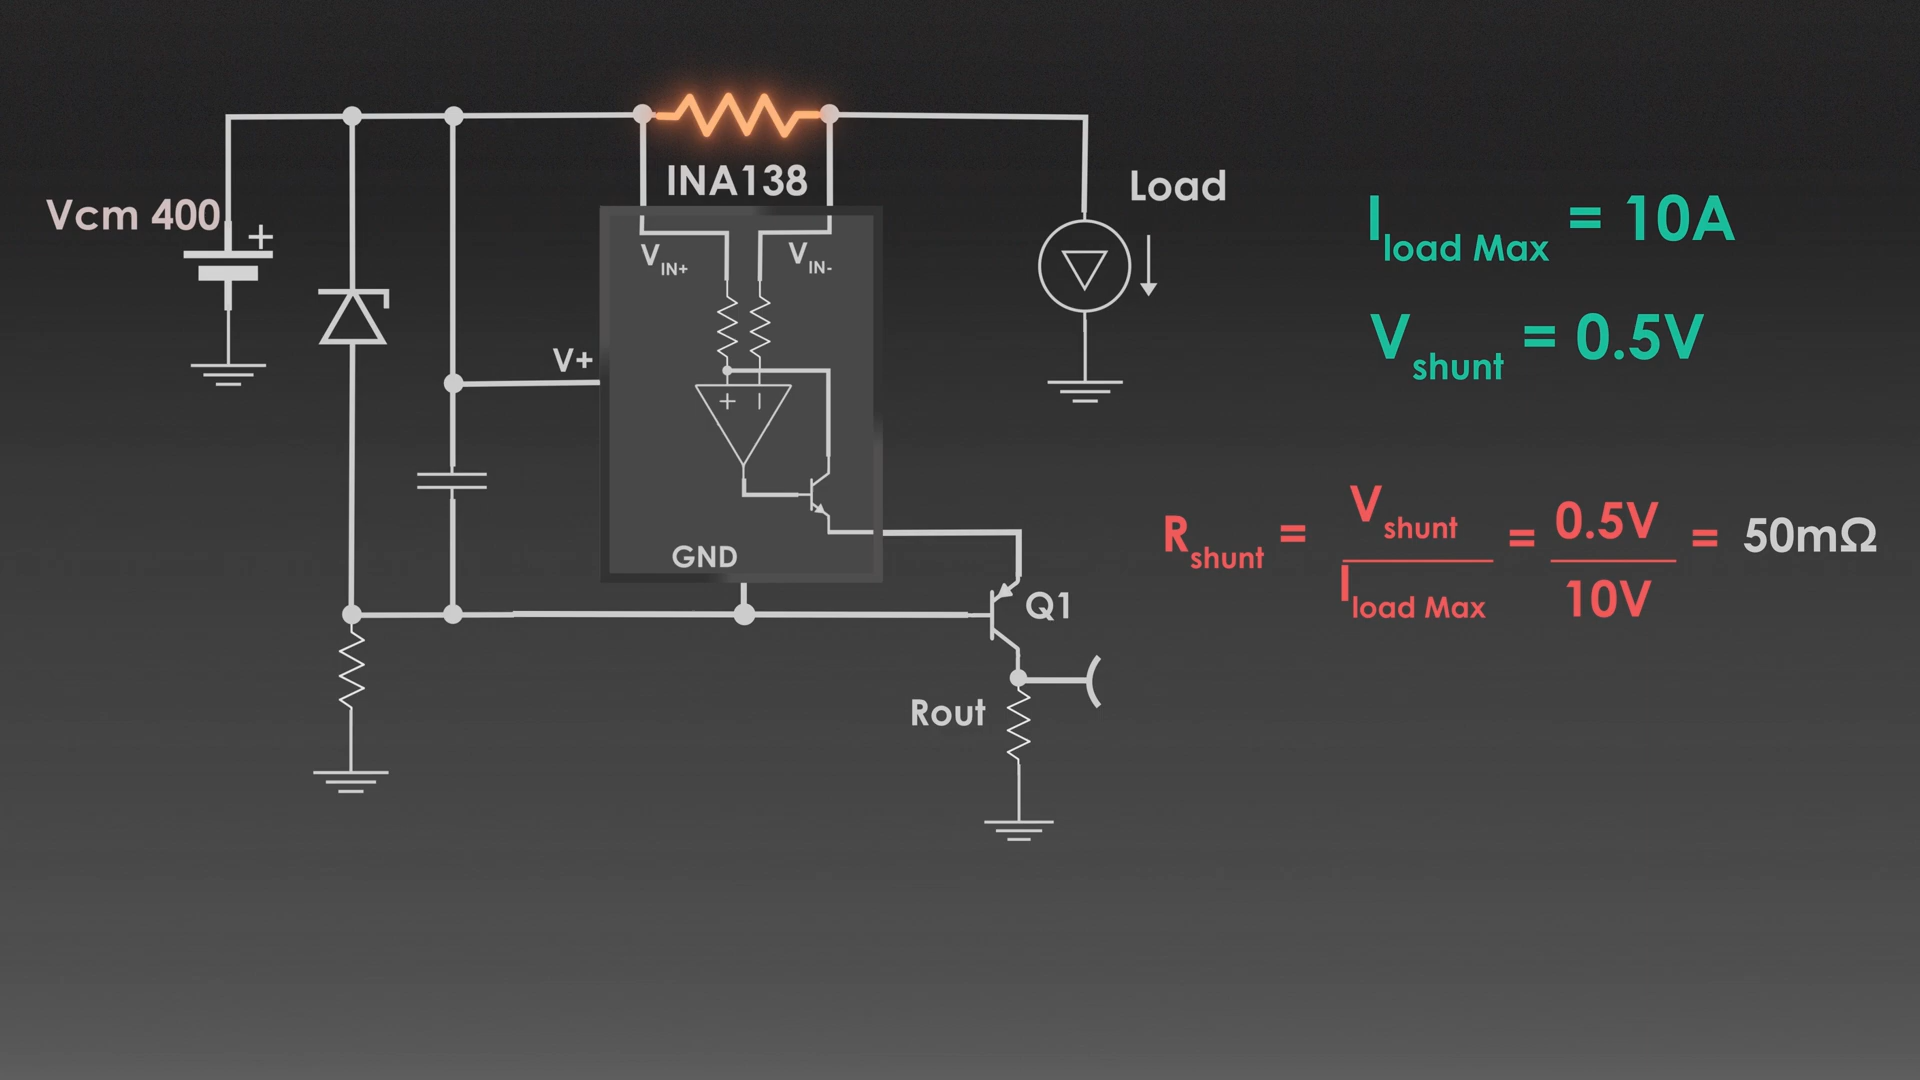 INA138
Vcm 400
+
Load
VIN+
VIN-
V+
+ −
GND
Q1
Rout
Iload Max = 10A
Vshunt = 0.5V
Rshunt = Vshunt / Iload Max = 0.5V / 10V = 50mΩ